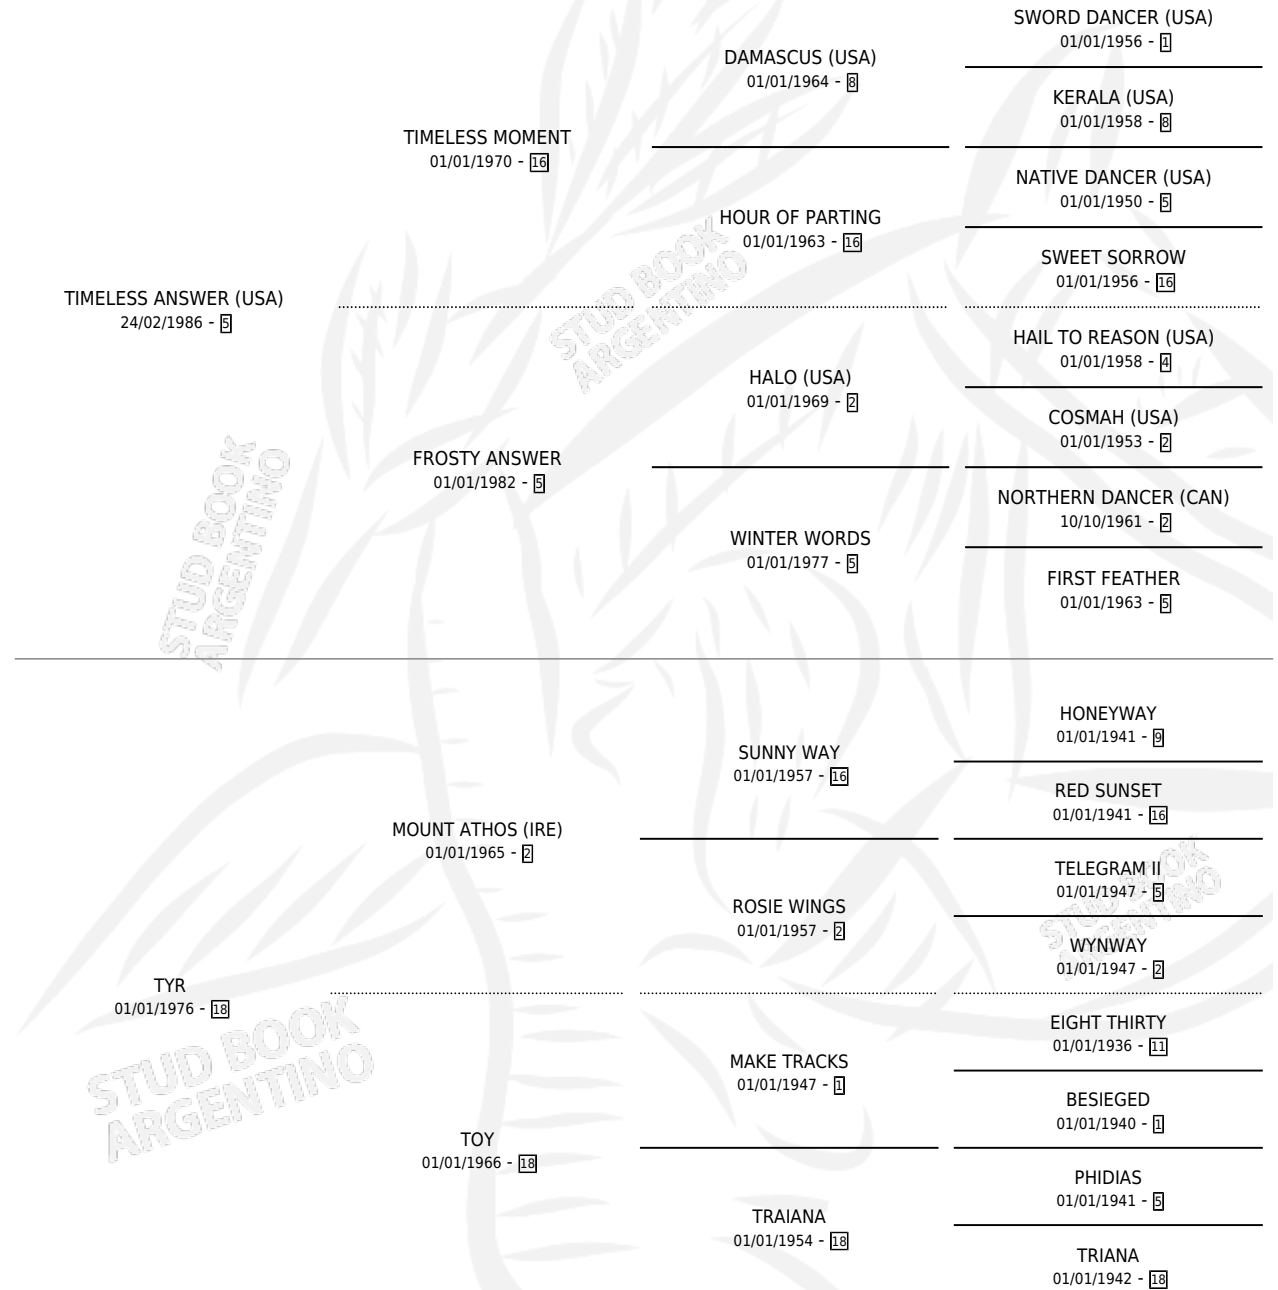 SWORD DANCER (USA)
01/01/1956 - 1
DAMASCUS (USA)
01/01/1964 - 8
KERALA (USA)
01/01/1958 - 8
TIMELESS MOMENT
01/01/1970 - 16
NATIVE DANCER (USA)
01/01/1950 - 5
HOUR OF PARTING
01/01/1963 - 16
SWEET SORROW
01/01/1956 - 16
TIMELESS ANSWER (USA)
24/02/1986 - 5
STUD BOOK
ARGENTINO
HAIL TO REASON (USA)
01/01/1958 - 4
HALO (USA)
01/01/1969 - 2
COSMAH (USA)
01/01/1953 - 2
FROSTY ANSWER
01/01/1982 - 5
NORTHERN DANCER (CAN)
10/10/1961 - 2
WINTER WORDS
01/01/1977 - 5
FIRST FEATHER
01/01/1963 - 5
STUD BOOK
ARGENTINO
HONEYWAY
01/01/1941 - 9
SUNNY WAY
01/01/1957 - 16
RED SUNSET
01/01/1941 - 16
MOUNT ATHOS (IRE)
01/01/1965 - 2
TELEGRAM II
01/01/1947 - 5
ROSIE WINGS
01/01/1957 - 2
WYNWAY
01/01/1947 - 2
STUD BOOK
ARGENTINO
TYR
01/01/1976 - 18
EIGHT THIRTY
01/01/1936 - 11
MAKE TRACKS
01/01/1947 - 1
BESIEGED
01/01/1940 - 1
STUD BOOK
ARGENTINO
TOY
01/01/1966 - 18
PHIDIAS
01/01/1941 - 5
TRAIANA
01/01/1954 - 18
TRIANA
01/01/1942 - 18